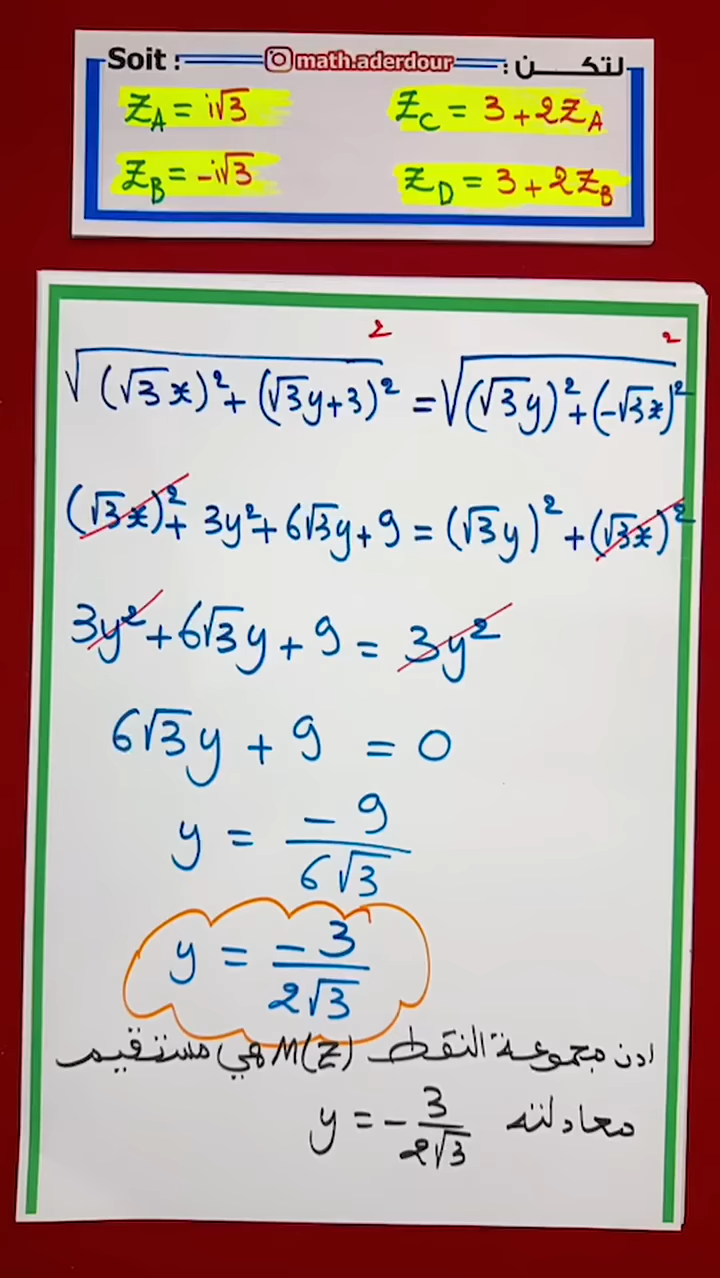 Soit : math.aderdour لتكن :
Z_A = i√3 Z_C = 3 + 2Z_A
Z_B = -i√3 Z_D = 3 + 2Z_B
√((√3x)² + (√3y+3)²)² = √((√3y)² + (-√3x)²)²
(√3x)² + 3y² + 6√3y + 9 = (√3y)² + (√3x)²
3y² + 6√3y + 9 = 3y²
6√3y + 9 = 0
y = -9/6√3
y = -3/2√3
اذن مجموعة النقط M(Z) هي مستقيم
معادلته y = -3/2√3